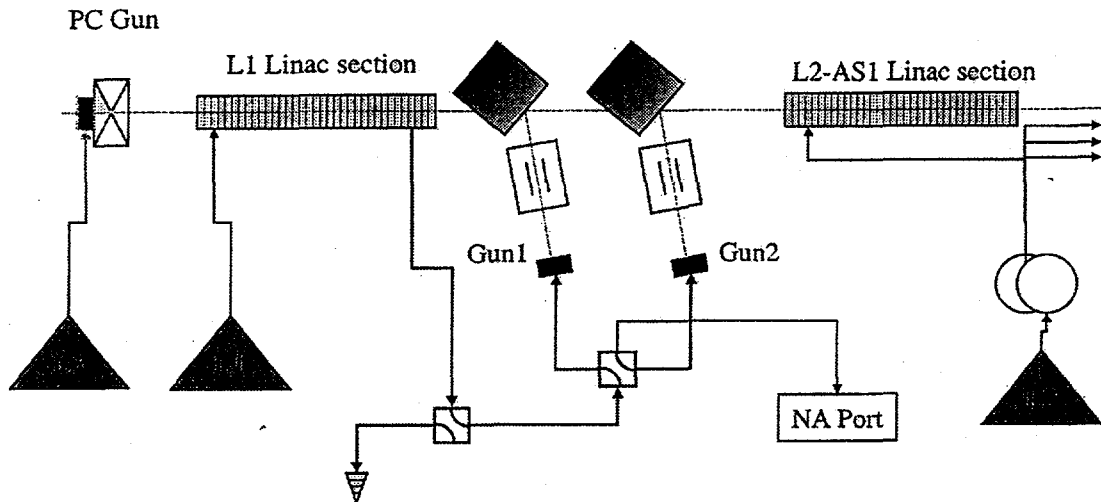 PC Gun
L1 Linac section
L2-AS1 Linac section
Gun1
Gun2
NA Port